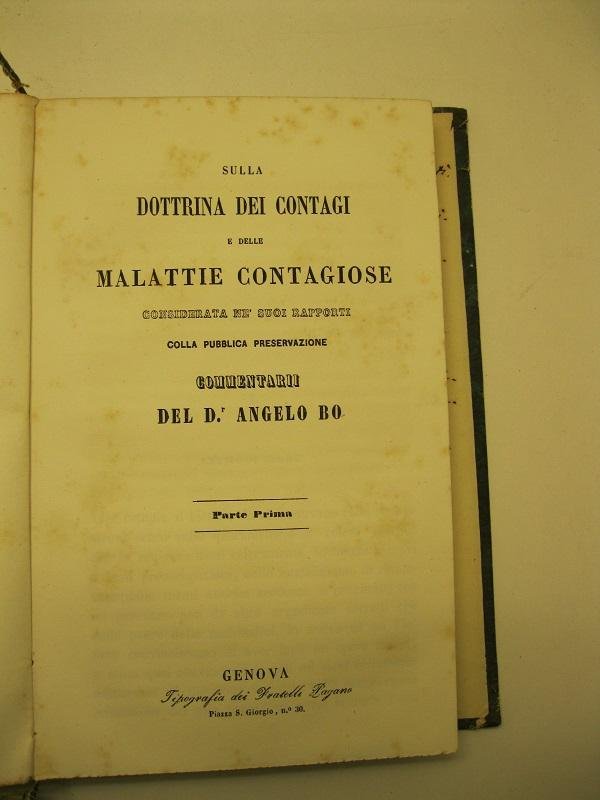 SULLA
DOTTRINA DEI CONTAGI
E DELLE
MALATTIE CONTAGIOSE
CONSIDERATA NE' SUOI RAPPORTI
COLLA PUBBLICA PRESERVAZIONE
COMMENTARII
DEL D.r ANGELO BO
Parte Prima
GENOVA
Tipografia dei Fratelli Pagano
Piazza S. Giorgio, n.º 30.